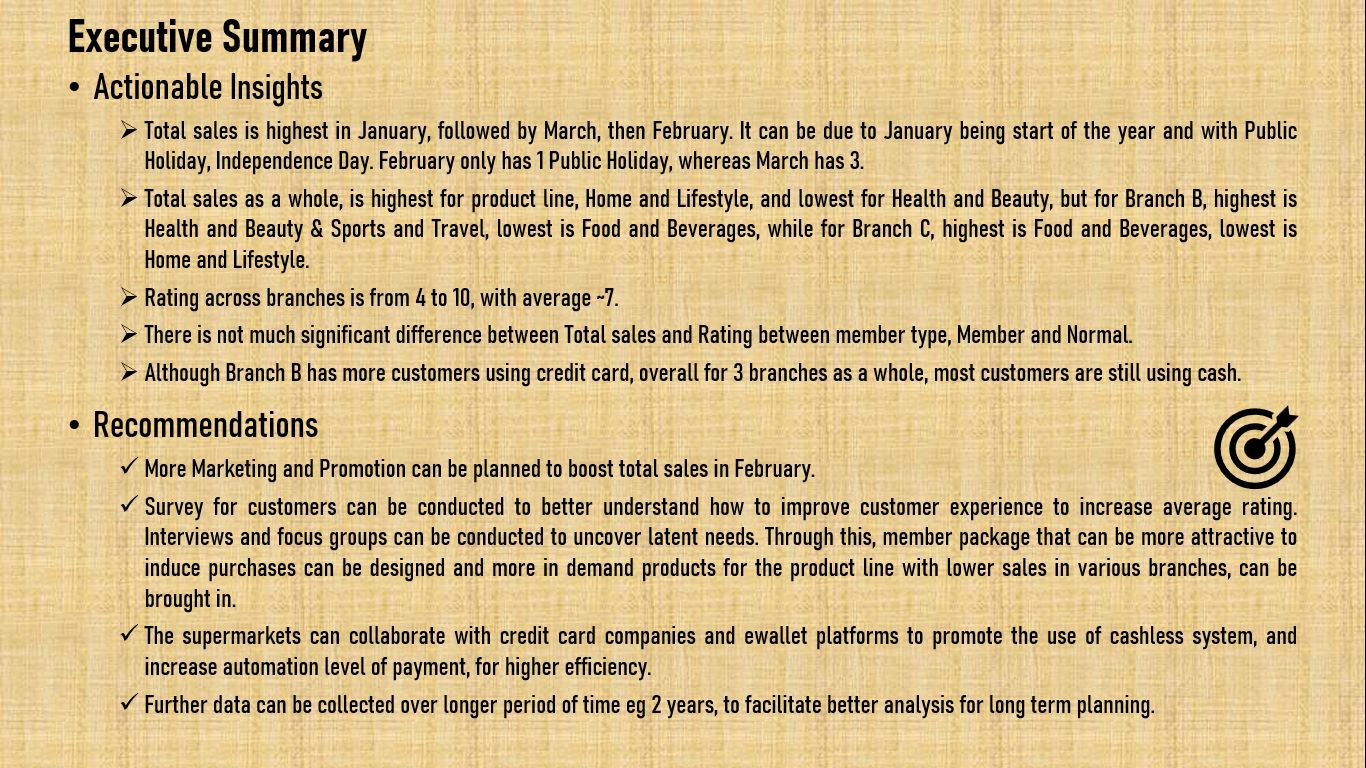 Executive Summary
• Actionable Insights
➢ Total sales is highest in January, followed by March, then February. It can be due to January being start of the year and with Public
Holiday, Independence Day. February only has 1 Public Holiday, whereas March has 3.
➢ Total sales as a whole, is highest for product line, Home and Lifestyle, and lowest for Health and Beauty, but for Branch B, highest is
Health and Beauty & Sports and Travel, lowest is Food and Beverages, while for Branch C, highest is Food and Beverages, lowest is
Home and Lifestyle.
➢ Rating across branches is from 4 to 10, with average ~7.
➢ There is not much significant difference between Total sales and Rating between member type, Member and Normal.
➢ Although Branch B has more customers using credit card, overall for 3 branches as a whole, most customers are still using cash.
• Recommendations
✓ More Marketing and Promotion can be planned to boost total sales in February.
✓ Survey for customers can be conducted to better understand how to improve customer experience to increase average rating.
Interviews and focus groups can be conducted to uncover latent needs. Through this, member package that can be more attractive to
induce purchases can be designed and more in demand products for the product line with lower sales in various branches, can be
brought in.
✓ The supermarkets can collaborate with credit card companies and ewallet platforms to promote the use of cashless system, and
increase automation level of payment, for higher efficiency.
✓ Further data can be collected over longer period of time eg 2 years, to facilitate better analysis for long term planning.